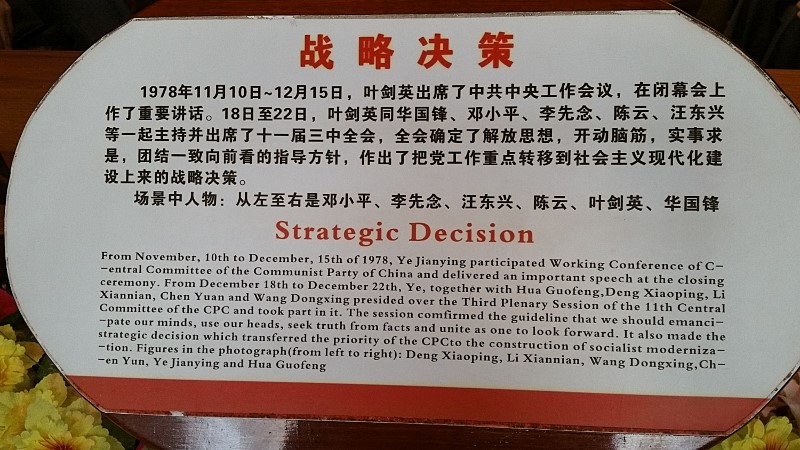 战略决策
1978年11月10日~12月15日，叶剑英出席了中共中央工作会议，在闭幕会上
作了重要讲话。18日至22日，叶剑英同华国锋、邓小平、李先念、陈云、汪东兴
等一起主持并出席了十一届三中全会，全会确定了解放思想，开动脑筋，实事求
是，团结一致向前看的指导方针，作出了把党工作重点转移到社会主义现代化建
设上来的战略决策。
场景中人物：从左至右是邓小平、李先念、汪东兴、陈云、叶剑英、华国锋
Strategic Decision
From November, 10th to December, 15th of 1978, Ye Jianying participated Working Conference of C-
-entral Committee of the Communist Party of China and delivered an important speech at the closing
ceremony. From December 18th to December 22th, Ye, together with Hua Guofeng,Deng Xiaoping, Li
Xiannian, Chen Yuan and Wang Dongxing presided over the Third Plenary Session of the 11th Central
Committee of the CPC and took part in it. The session comfirmed the guideline that we should emanci-
-pate our minds, use our heads, seek truth from facts and unite as one to look forward. It also made the
strategic decision which transferred the priority of the CPCto the construction of socialist moderniza-
-tion. Figures in the photograph(from left to right): Deng Xiaoping, Li Xiannian, Wang Dongxing,Ch-
-en Yun, Ye Jianying and Hua Guofeng